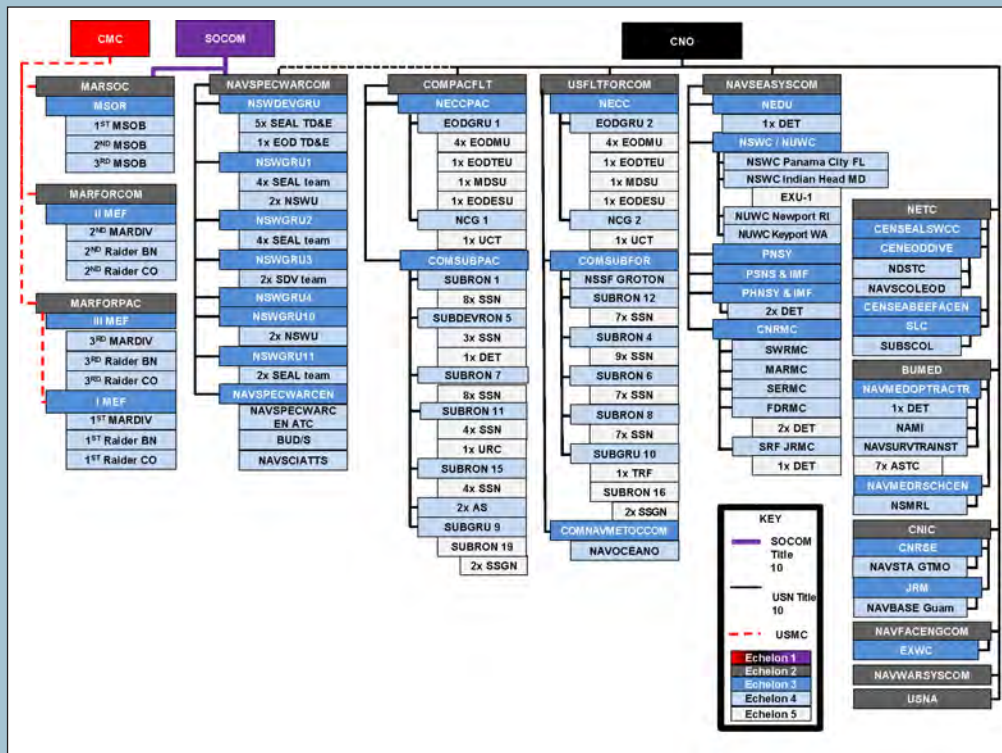 CMC
SOCOM
CNO
MARSOC
MSOR
1ST MSOB
2ND MSOB
3RD MSOB
MARFORCOM
II MEF
2ND MARDIV
2ND Raider BN
2ND Raider CO
MARFORPAC
III MEF
3RD MARDIV
3RD Raider BN
3RD Raider CO
I MEF
1ST MARDIV
1ST Raider BN
1ST Raider CO
NAVSPECWARCOM
NSWDEVGRU
5x SEAL TD&E
1x EOD TD&E
NSWGRU1
4x SEAL team
2x NSWU
NSWGRU2
4x SEAL team
NSWGRU3
2x SDV team
NSWGRU4
NSWGRU10
2x NSWU
NSWGRU11
2x SEAL team
NAVSPECWARCEN
NAVSPECWARC
EN ATC
BUD/S
NAVSCIATTS
COMPACFLT
NECCPAC
EODGRU 1
4x EODMU
1x EODTEU
1x MDSU
1x EODESU
NCG 1
1x UCT
COMSUBPAC
SUBRON 1
8x SSN
SUBDEVRON 5
3x SSN
1x DET
SUBRON 7
8x SSN
SUBRON 11
4x SSN
1x URC
SUBRON 15
4x SSN
2x AS
SUBGRU 9
SUBRON 19
2x SSGN
USFLTFORCOM
NECC
EODGRU 2
4x EODMU
1x EODTEU
1x MDSU
1x EODESU
NCG 2
1x UCT
COMSUBFOR
NSSF GROTON
SUBRON 12
7x SSN
SUBRON 4
9x SSN
SUBRON 6
7x SSN
SUBRON 8
7x SSN
SUBGRU 10
1x TRF
SUBRON 16
2x SSGN
COMNAVMETOCCOM
NAVOCEANO
NAVSEASYSCOM
NEDU
1x DET
NSWC / NUWC
NSWC Panama City FL
NSWC Indian Head MD
EXU-1
NUWC Newport RI
NUWC Keyport WA
PNSY
PSNS & IMF
PHNSY & IMF
2x DET
CNRMC
SWRMC
MARMC
SERMC
FDRMC
2x DET
SRF JRMC
1x DET
NETC
CENSEALSWCC
CENEODDIVE
NDSTC
NAVSCOLEOD
CENSEABEEFACEN
SLC
SUBSCOL
BUMED
NAVMEDOPTRACTR
1x DET
NAMI
NAVSURVTRAINST
7x ASTC
NAVMEDRSCHCEN
NSMRL
CNIC
CNRSE
NAVSTA GTMO
JRM
NAVBASE Guam
NAVFACENGCOM
EXWC
NAVWARSYSCOM
USNA
KEY
SOCOM
Title
10
USN Title
10
USMC
Echelon 1
Echelon 2
Echelon 3
Echelon 4
Echelon 5